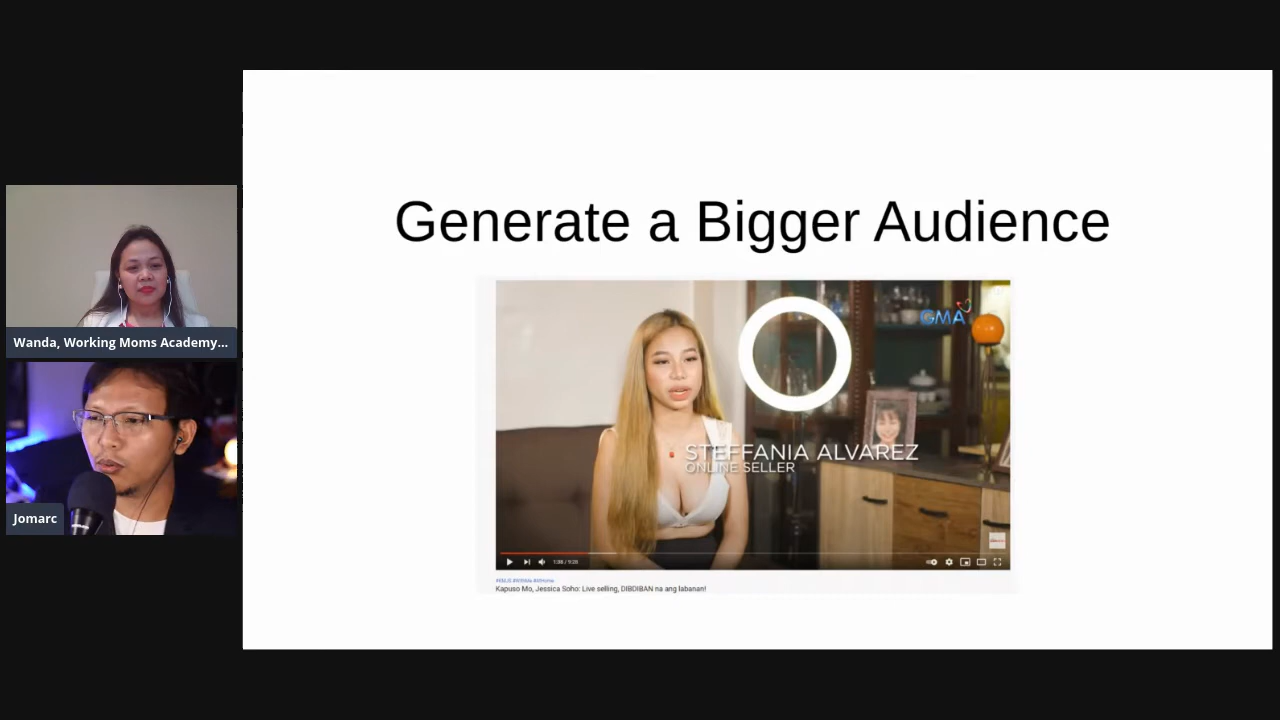 Generate a Bigger Audience
GMA
STEFFANIA ALVAREZ
ONLINE SELLER
Kapuso Mo, Jessica Soho: Live selling, DIBDIBAN na ang labanan!
Wanda, Working Moms Academy...
Jomarc